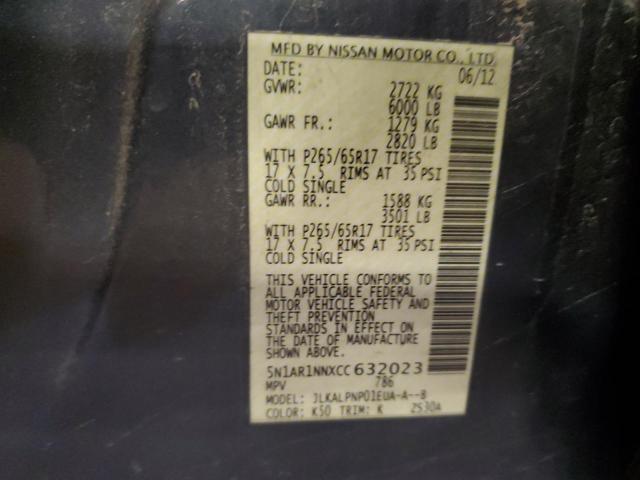 MFD BY NISSAN MOTOR CO., LTD.
DATE: 06/12
GVWR: 2722 KG
6000 LB
GAWR FR.: 1279 KG
2820 LB
WITH P265/65R17 TIRES
17 X 7.5 RIMS AT 35 PSI
COLD SINGLE
GAWR RR.: 1588 KG
3501 LB
WITH P265/65R17 TIRES
17 X 7.5 RIMS AT 35 PSI
COLD SINGLE
THIS VEHICLE CONFORMS TO
ALL APPLICABLE FEDERAL
MOTOR VEHICLE SAFETY AND
THEFT PREVENTION
STANDARDS IN EFFECT ON
THE DATE OF MANUFACTURE
SHOWN ABOVE.
5N1AR1NNXCC632023
MPV 786
MODEL: JLKALPNP01EUA-A--B
COLOR: K50 TRIM: K ZS30A